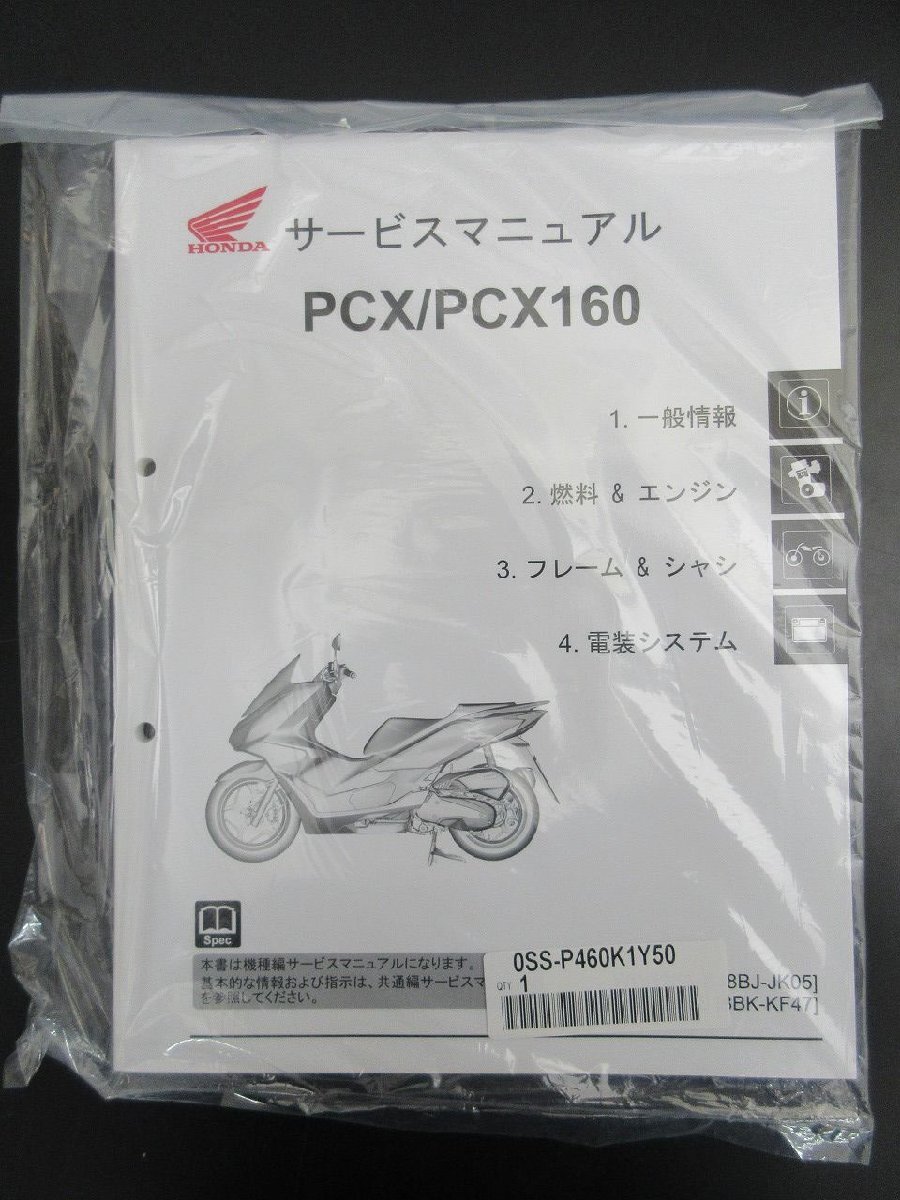 HONDA
サービスマニュアル
PCX/PCX160
1. 一般情報
2. 燃料 & エンジン
3. フレーム & シャシ
4. 電装システム
Spec
本書は機種編サービスマニュアルになります。
基本的な情報および指示は、共通編サービスマ
を参照してください。
0SS-P460K1Y50
QTY 1
BJ-JK05]
BK-KF47]